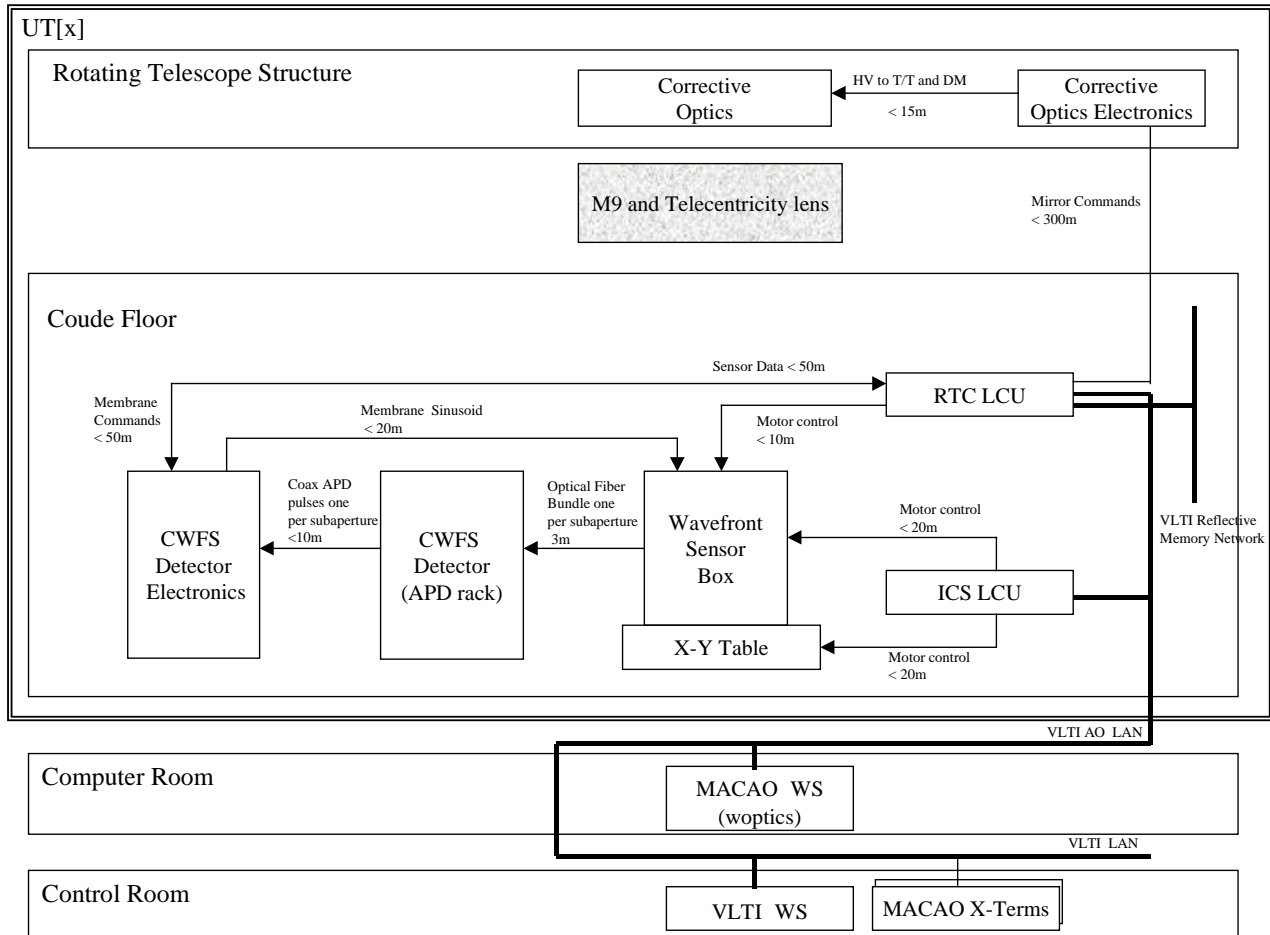 UT[x]
Rotating Telescope Structure
Corrective
Optics
HV to T/T and DM
< 15m
Corrective
Optics Electronics
M9 and Telecentricity lens
Mirror Commands
< 300m
Coude Floor
Sensor Data < 50m
RTC LCU
Membrane
Commands
< 50m
Membrane Sinusoid
< 20m
Motor control
< 10m
Coax APD
pulses one
per subaperture
<10m
Optical Fiber
Bundle one
per subaperture
3m
Motor control
< 20m
VLTI Reflective
Memory Network
CWFS
Detector
Electronics
CWFS
Detector
(APD rack)
Wavefront
Sensor
Box
ICS LCU
X-Y Table
Motor control
< 20m
VLTI AO LAN
Computer Room
MACAO WS
(woptics)
VLTI LAN
Control Room
VLTI WS
MACAO X-Terms